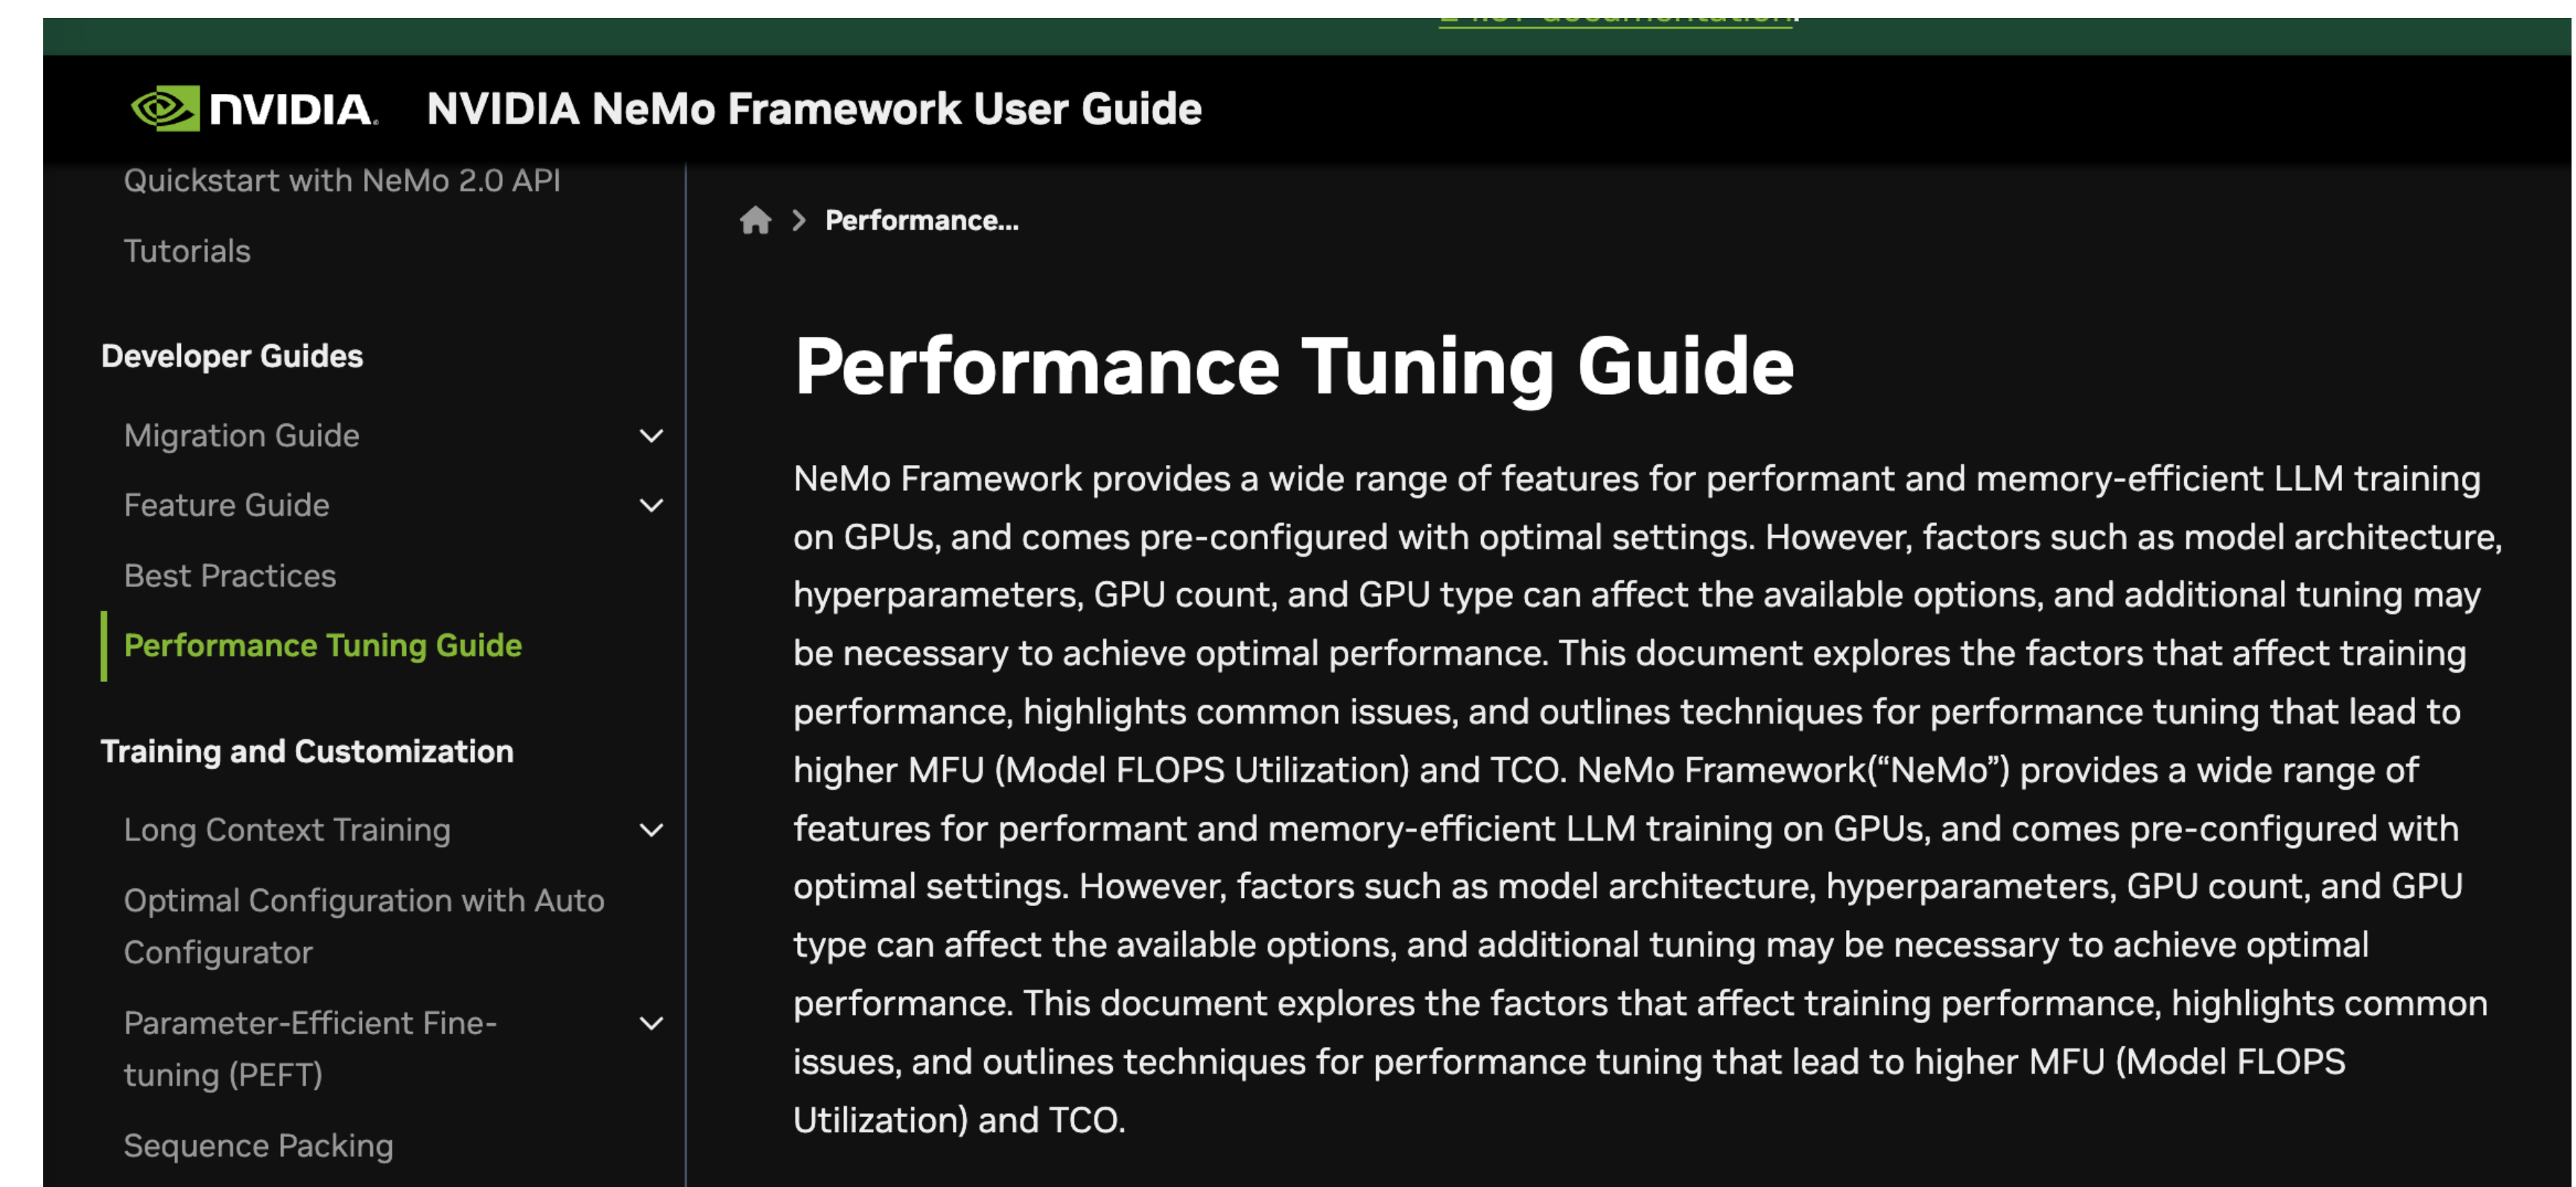 NVIDIA. NVIDIA NeMo Framework User Guide
Quickstart with NeMo 2.0 API
Tutorials
Developer Guides
Migration Guide
Feature Guide
Best Practices
Performance Tuning Guide
Training and Customization
Long Context Training
Optimal Configuration with Auto
Configurator
Parameter-Efficient Fine-
tuning (PEFT)
Sequence Packing
Performance...
Performance Tuning Guide
NeMo Framework provides a wide range of features for performant and memory-efficient LLM training
on GPUs, and comes pre-configured with optimal settings. However, factors such as model architecture,
hyperparameters, GPU count, and GPU type can affect the available options, and additional tuning may
be necessary to achieve optimal performance. This document explores the factors that affect training
performance, highlights common issues, and outlines techniques for performance tuning that lead to
higher MFU (Model FLOPS Utilization) and TCO. NeMo Framework(“NeMo”) provides a wide range of
features for performant and memory-efficient LLM training on GPUs, and comes pre-configured with
optimal settings. However, factors such as model architecture, hyperparameters, GPU count, and GPU
type can affect the available options, and additional tuning may be necessary to achieve optimal
performance. This document explores the factors that affect training performance, highlights common
issues, and outlines techniques for performance tuning that lead to higher MFU (Model FLOPS
Utilization) and TCO.